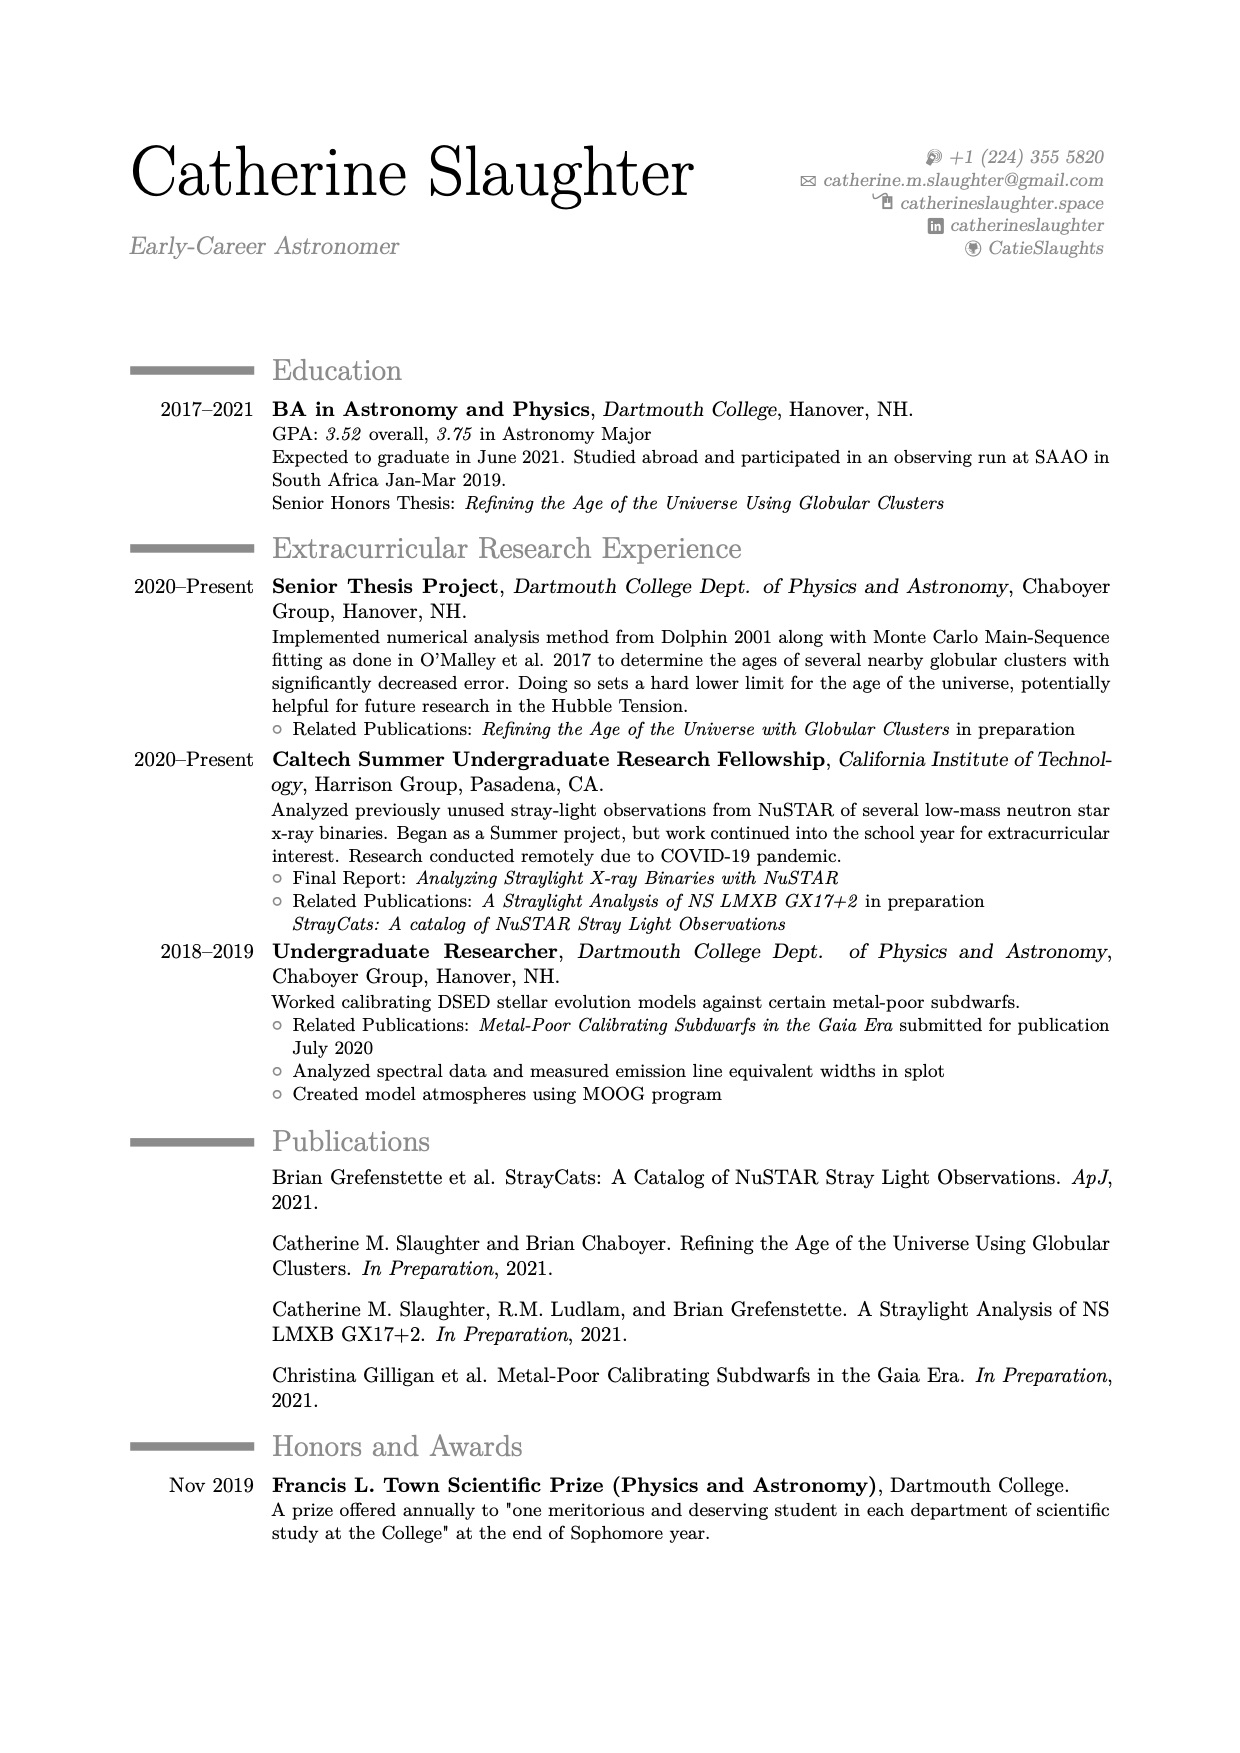 Catherine Slaughter
Early-Career Astronomer
+1 (224) 355 5820
catherine.m.slaughter@gmail.com
catherineslaughter.space
catherineslaughter
CatieSlaughts
Education
2017–2021 BA in Astronomy and Physics, Dartmouth College, Hanover, NH.
GPA: 3.52 overall, 3.75 in Astronomy Major
Expected to graduate in June 2021. Studied abroad and participated in an observing run at SAAO in
South Africa Jan-Mar 2019.
Senior Honors Thesis: Refining the Age of the Universe Using Globular Clusters
Extracurricular Research Experience
2020–Present Senior Thesis Project, Dartmouth College Dept. of Physics and Astronomy, Chaboyer
Group, Hanover, NH.
Implemented numerical analysis method from Dolphin 2001 along with Monte Carlo Main-Sequence
fitting as done in O'Malley et al. 2017 to determine the ages of several nearby globular clusters with
significantly decreased error. Doing so sets a hard lower limit for the age of the universe, potentially
helpful for future research in the Hubble Tension.
○ Related Publications: Refining the Age of the Universe with Globular Clusters in preparation
2020–Present Caltech Summer Undergraduate Research Fellowship, California Institute of Technol-
ogy, Harrison Group, Pasadena, CA.
Analyzed previously unused stray-light observations from NuSTAR of several low-mass neutron star
x-ray binaries. Began as a Summer project, but work continued into the school year for extracurricular
interest. Research conducted remotely due to COVID-19 pandemic.
○ Final Report: Analyzing Straylight X-ray Binaries with NuSTAR
○ Related Publications: A Straylight Analysis of NS LMXB GX17+2 in preparation
StrayCats: A catalog of NuSTAR Stray Light Observations
2018–2019 Undergraduate Researcher, Dartmouth College Dept. of Physics and Astronomy,
Chaboyer Group, Hanover, NH.
Worked calibrating DSED stellar evolution models against certain metal-poor subdwarfs.
○ Related Publications: Metal-Poor Calibrating Subdwarfs in the Gaia Era submitted for publication
July 2020
○ Analyzed spectral data and measured emission line equivalent widths in splot
○ Created model atmospheres using MOOG program
Publications
Brian Grefenstette et al. StrayCats: A Catalog of NuSTAR Stray Light Observations. ApJ,
2021.
Catherine M. Slaughter and Brian Chaboyer. Refining the Age of the Universe Using Globular
Clusters. In Preparation, 2021.
Catherine M. Slaughter, R.M. Ludlam, and Brian Grefenstette. A Straylight Analysis of NS
LMXB GX17+2. In Preparation, 2021.
Christina Gilligan et al. Metal-Poor Calibrating Subdwarfs in the Gaia Era. In Preparation,
2021.
Honors and Awards
Nov 2019 Francis L. Town Scientific Prize (Physics and Astronomy), Dartmouth College.
A prize offered annually to "one meritorious and deserving student in each department of scientific
study at the College" at the end of Sophomore year.